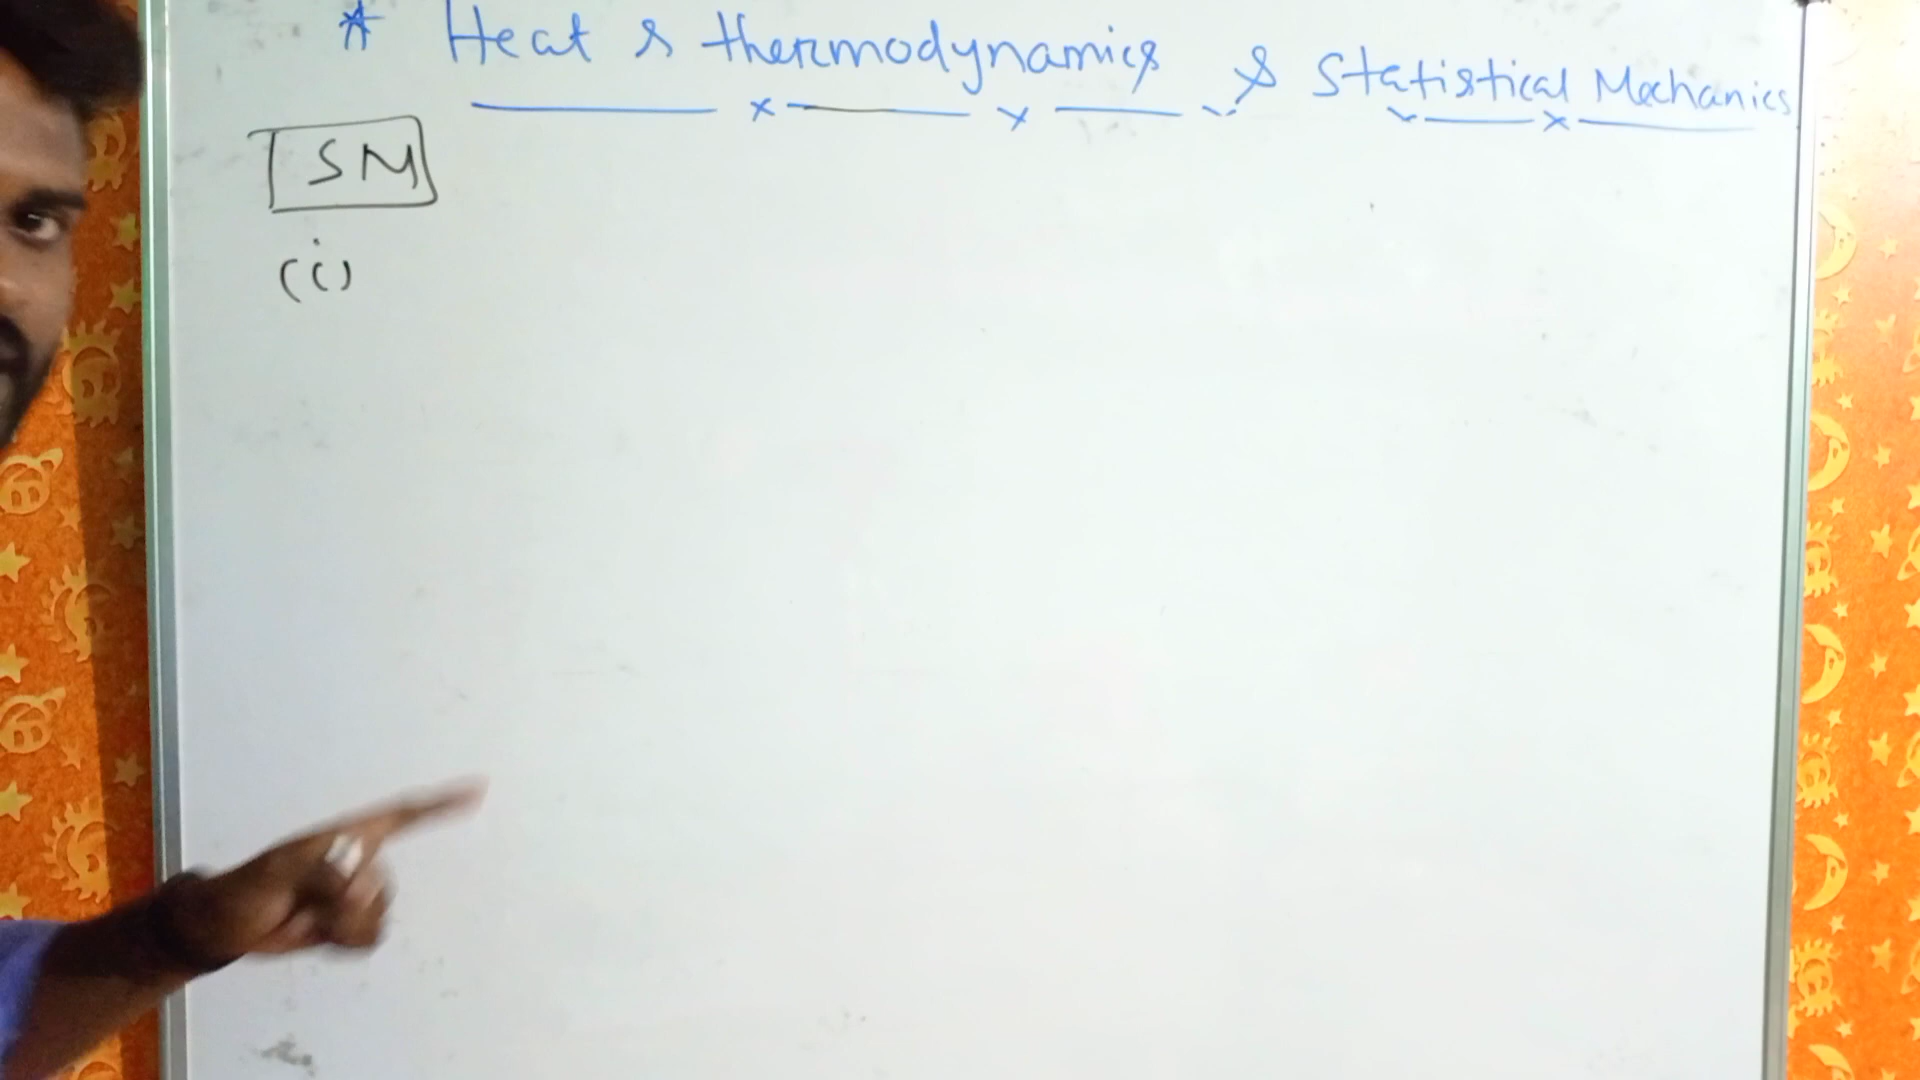 * Heat & thermodynamics & Statistical Mechanics
SM
(i)